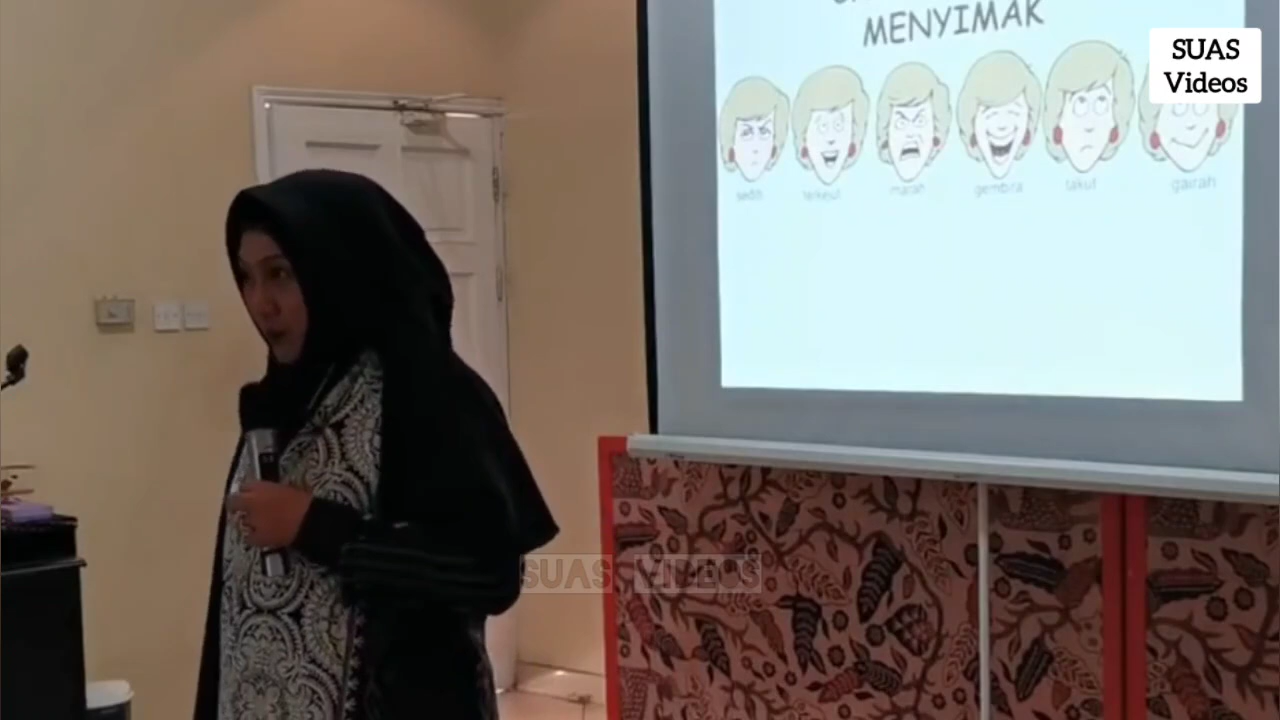 MENYIMAK
SUAS
Videos
sedih
terkejut
marah
gembira
takut
gairah
SUAS VIDEOS